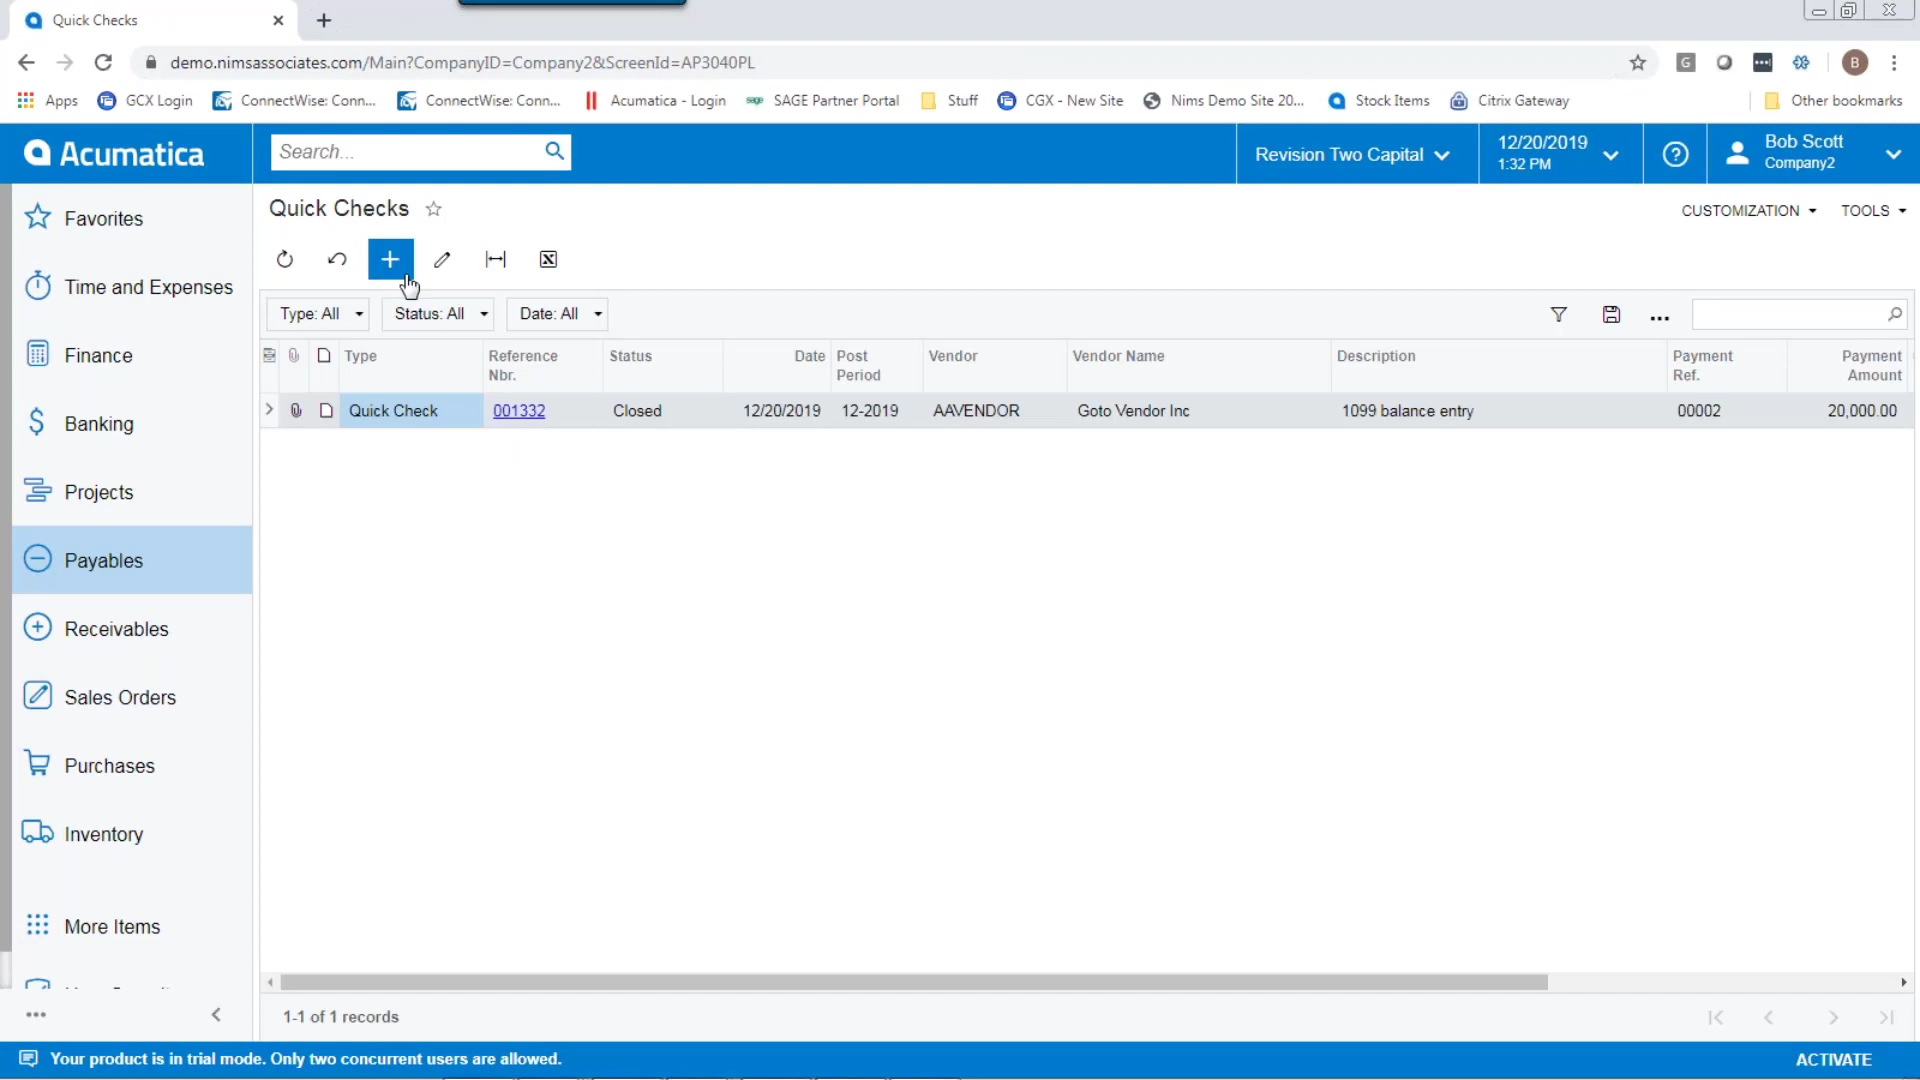 Quick Checks
demo.nimsassociates.com/Main?CompanyID=Company2&ScreenId=AP3040PL
G
B
Apps GCX Login ConnectWise: Conn... ConnectWise: Conn... Acumatica - Login sage SAGE Partner Portal Stuff CGX - New Site Nims Demo Site 20... Stock Items Citrix Gateway Other bookmarks
Acumatica
Search...
Revision Two Capital
12/20/2019
1:32 PM
Bob Scott
Company2
Favorites
Time and Expenses
Finance
Banking
Projects
Payables
Receivables
Sales Orders
Purchases
Inventory
More Items
Quick Checks
CUSTOMIZATION TOOLS
Type: All Status: All Date: All
Type Reference Nbr. Status Date Post Period Vendor Vendor Name Description Payment Ref. Payment Amount
Quick Check 001332 Closed 12/20/2019 12-2019 AAVENDOR Goto Vendor Inc 1099 balance entry 00002 20,000.00
1-1 of 1 records
Your product is in trial mode. Only two concurrent users are allowed.
ACTIVATE